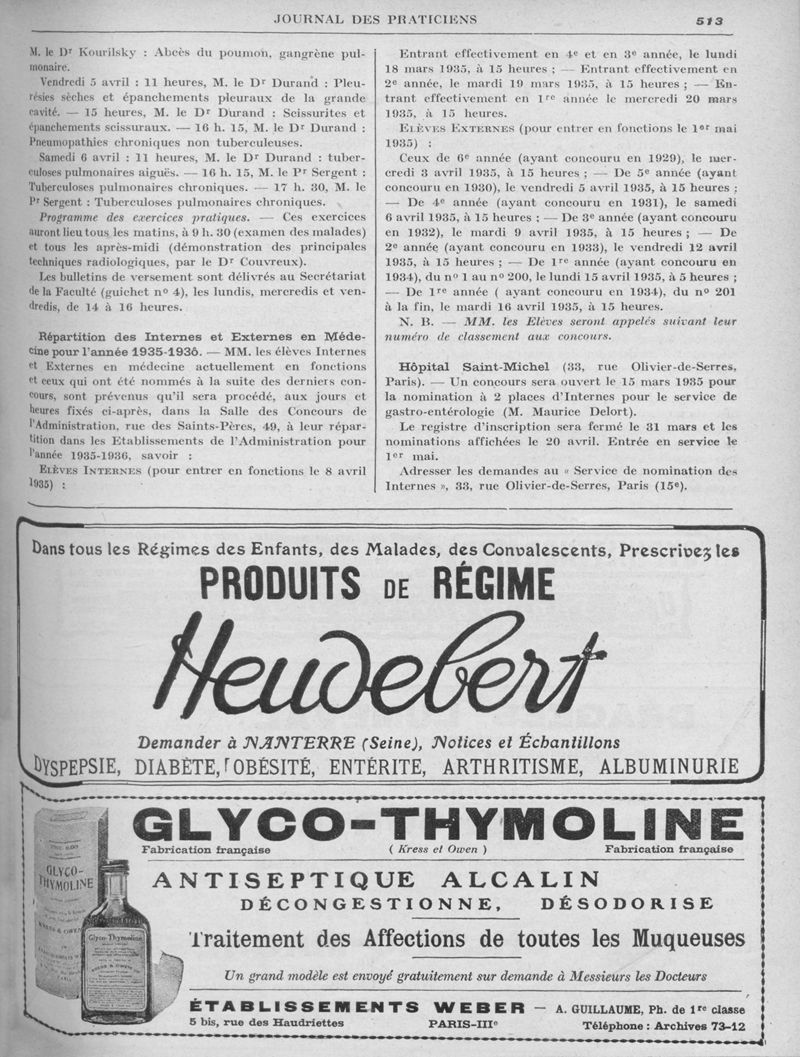 JOURNAL DES PRATICIENS
513
M. le Dr Kourilsky : Abcès du poumon, gangrène pul-
monaire.
Vendredi 5 avril : 11 heures, M. le Dr Durand : Pleu-
résies sèches et épanchements pleuraux de la grande
cavité. — 15 heures, M. le Dr Durand : Scissurites et
épanchements scissuraux. — 16 h. 15, M. le Dr Durand :
Pneumopathies chroniques non tuberculeuses.
Samedi 6 avril : 11 heures, M. le Dr Durand : tuber-
culoses pulmonaires aiguës. — 16 h. 15, M. le Pr Sergent :
Tuberculoses pulmonaires chroniques. — 17 h. 30, M. le
Pr Sergent : Tuberculoses pulmonaires chroniques.
Programme des exercices pratiques. — Ces exercices
auront lieu tous les matins, à 9 h. 30 (examen des malades)
et tous les après-midi (démonstration des principales
techniques radiologiques, par le Dr Couvreux).
Les bulletins de versement sont délivrés au Secrétariat
de la Faculté (guichet no 4), les lundis, mercredis et ven-
dredis, de 14 à 16 heures.
Répartition des Internes et Externes en Méde-
cine pour l'année 1935-1936. — MM. les élèves Internes
et Externes en médecine actuellement en fonctions
et ceux qui ont été nommés à la suite des derniers con-
cours, sont prévenus qu'il sera procédé, aux jours et
heures fixés ci-après, dans la Salle des Concours de
l'Administration, rue des Saints-Pères, 49, à leur répar-
tition dans les Etablissements de l'Administration pour
l'année 1935-1936, savoir :
ELÈVES INTERNES (pour entrer en fonctions le 8 avril
1935) :
Entrant effectivement en 4e et en 3e année, le lundi
18 mars 1935, à 15 heures ; — Entrant effectivement en
2e année, le mardi 19 mars 1935, à 15 heures ; — En-
trant effectivement en 1re année le mercredi 20 mars
1935, à 15 heures.
ELÈVES EXTERNES (pour entrer en fonctions le 1er mai
1935) :
Ceux de 6e année (ayant concouru en 1929), le mer-
credi 3 avril 1935, à 15 heures ; — De 5e année (ayant
concouru en 1930), le vendredi 5 avril 1935, à 15 heures ;
— De 4e année (ayant concouru en 1931), le samedi
6 avril 1935, à 15 heures ; — De 3e année (ayant concouru
en 1932), le mardi 9 avril 1935, à 15 heures ; — De
2e année (ayant concouru en 1933), le vendredi 12 avril
1935, à 15 heures ; — De 1re année (ayant concouru en
1934), du no 1 au no 200, le lundi 15 avril 1935, à 5 heures ;
— De 1re année ( ayant concouru en 1934), du no 201
à la fin, le mardi 16 avril 1935, à 15 heures.
N. B. — MM. les Elèves seront appelés suivant leur
numéro de classement aux concours.
Hôpital Saint-Michel (33, rue Olivier-de-Serres,
Paris). — Un concours sera ouvert le 15 mars 1935 pour
la nomination à 2 places d'Internes pour le service de
gastro-entérologie (M. Maurice Delort).
Le registre d'inscription sera fermé le 31 mars et les
nominations affichées le 20 avril. Entrée en service le
1er mai.
Adresser les demandes au « Service de nomination des
Internes », 33, rue Olivier-de-Serres, Paris (15e).
Dans tous les Régimes des Enfants, des Malades, des Convalescents, Prescrivez les
PRODUITS DE RÉGIME
Heudebert
Demander à NANTERRE (Seine), Notices et Échantillons
DYSPEPSIE, DIABÈTE, OBÉSITÉ, ENTÉRITE, ARTHRITISME, ALBUMINURIE
GLYCO-THYMOLINE
Fabrication française ( Kress et Owen ) Fabrication française
GLYCO-
THYMOLINE
Glyco-Thymoline
ANTISEPTIQUE ALCALIN
DÉCONGESTIONNE, DÉSODORISE
Traitement des Affections de toutes les Muqueuses
Un grand modèle est envoyé gratuitement sur demande à Messieurs les Docteurs
ÉTABLISSEMENTS WEBER — A. GUILLAUME, Ph. de 1re classe
5 bis, rue des Haudriettes PARIS-IIIe Téléphone : Archives 73-12